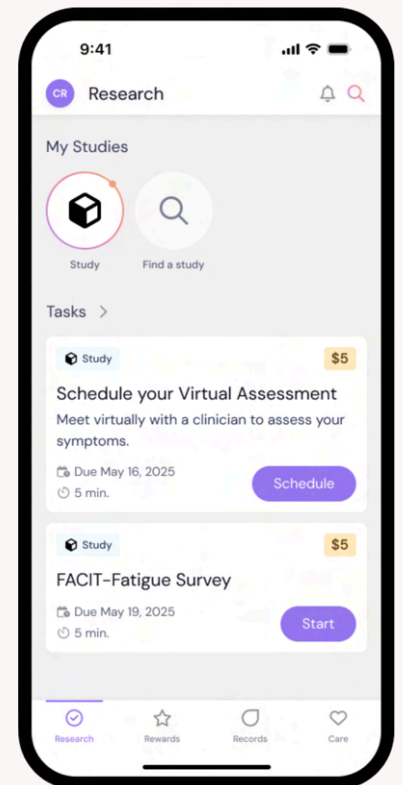 9:41
CR Research
My Studies
Study Find a study
Tasks
Study $5
Schedule your Virtual Assessment
Meet virtually with a clinician to assess your
symptoms.
Due May 16, 2025
5 min.
Schedule
Study $5
FACIT-Fatigue Survey
Due May 19, 2025
5 min.
Start
Research Rewards Records Care